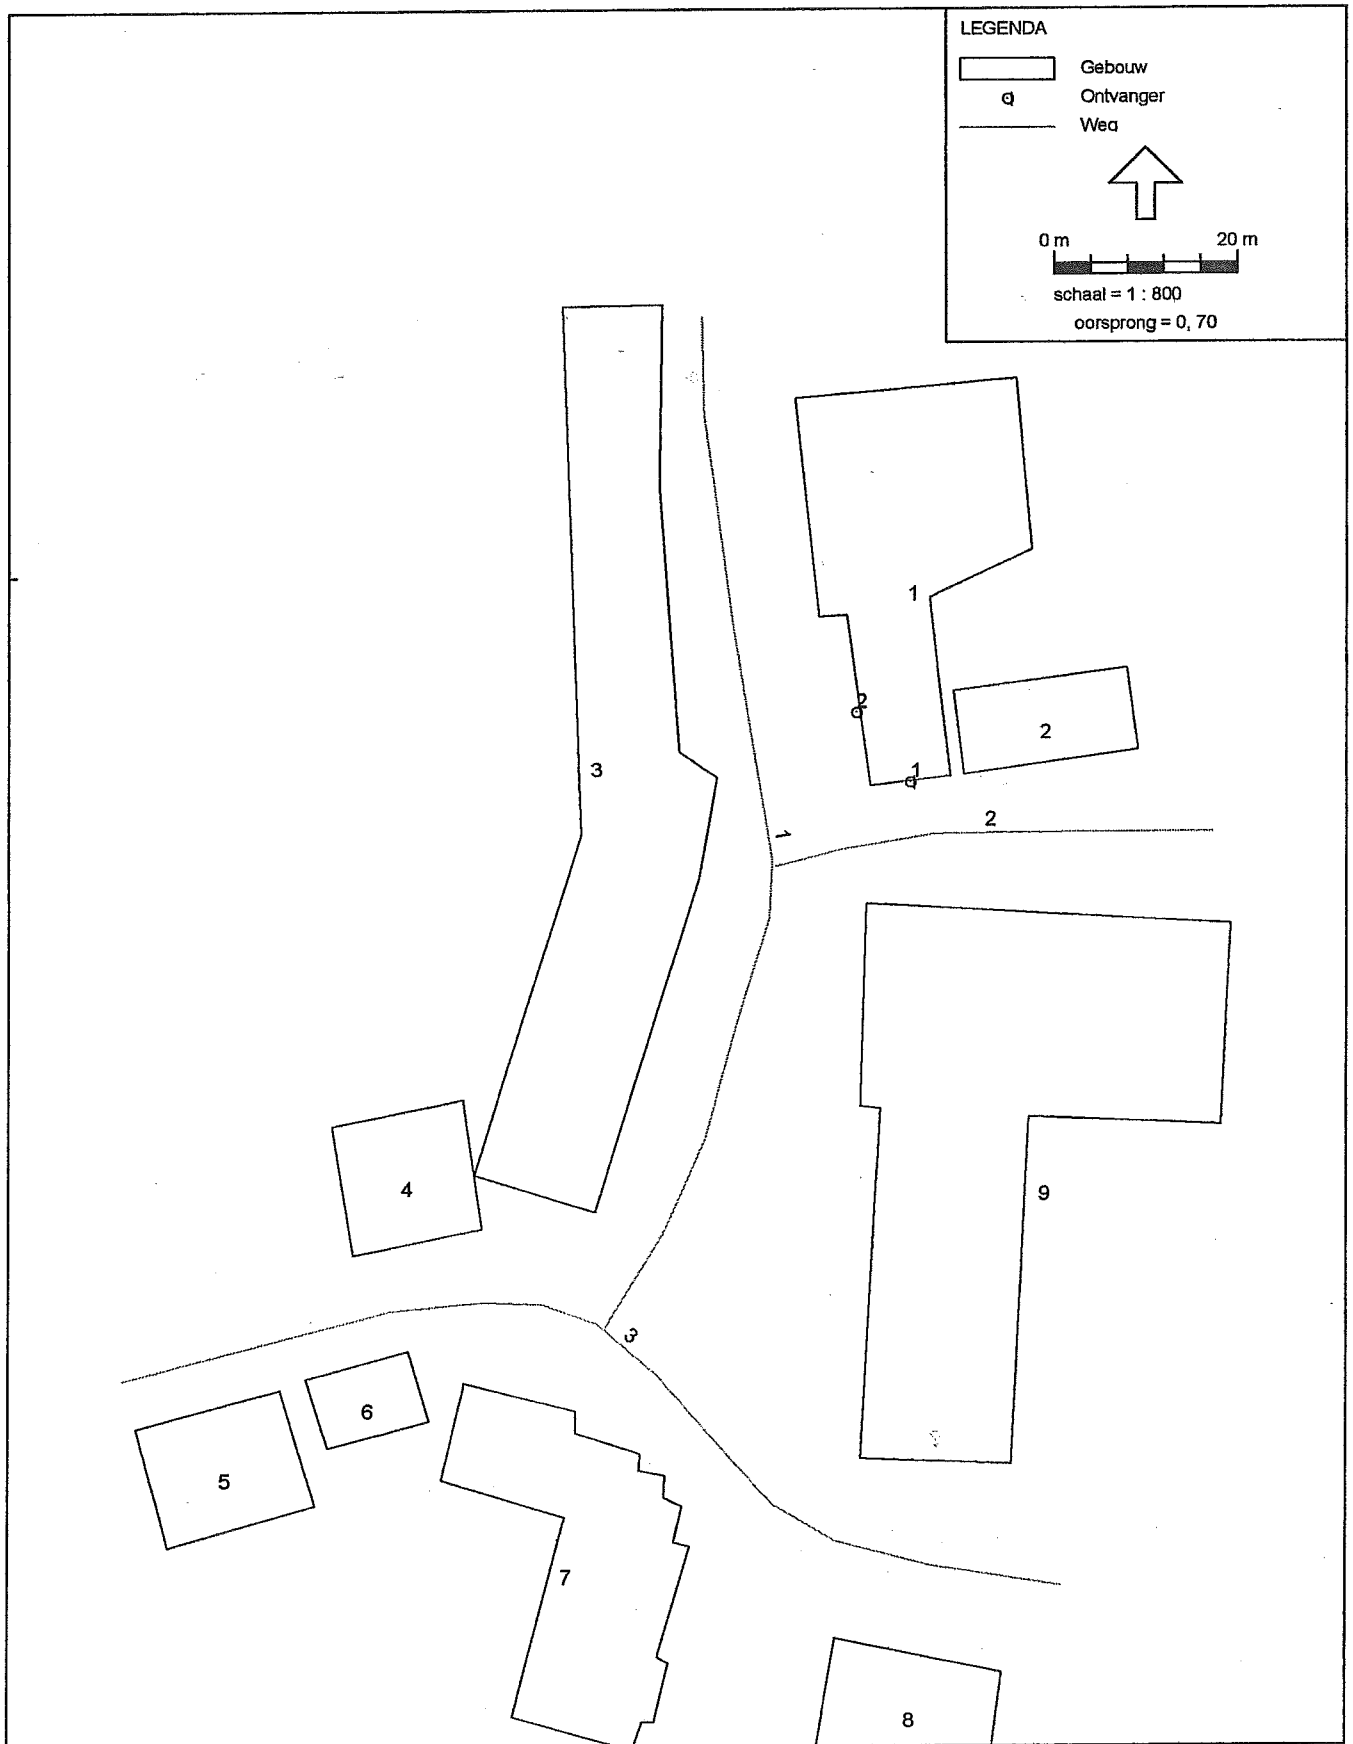 LEGENDA
Gebouw
Ontvanger
Weg
0 m 20 m
schaal = 1 : 800
oorsprong = 0, 70
1
2
2
3
1
2
1
4
9
3
6
5
7
8